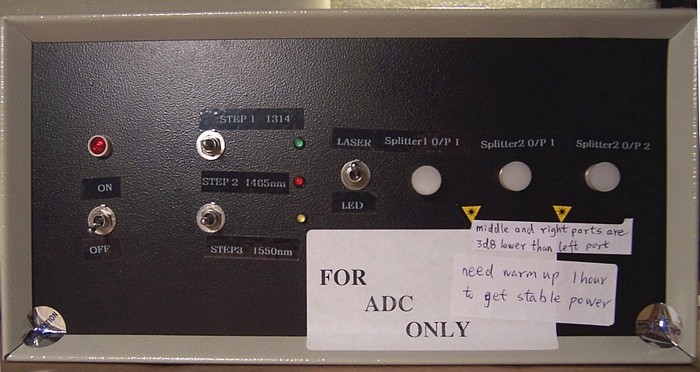 STEP 1 1314
LASER
Splitter1 O/P 1
Splitter2 O/P 1
Splitter2 O/P 2
ON
STEP 2 1465nm
LED
OFF
STEP3 1550nm
middle and right ports are
3dB lower than left port
need warm up 1 hour
to get stable power
FOR
ADC
ONLY